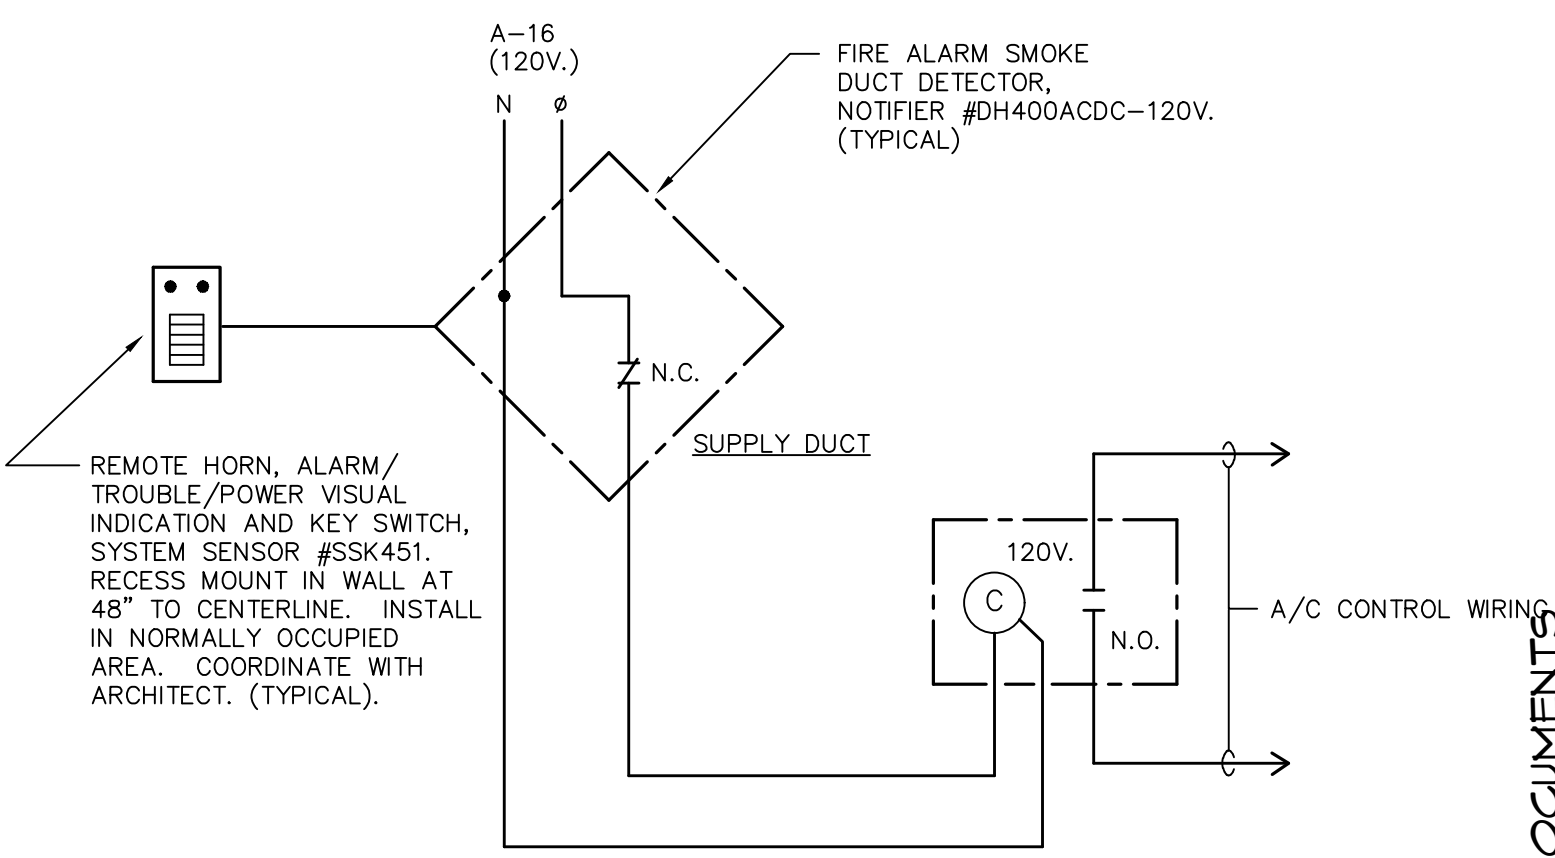 A-16
(120V.)
N ø
FIRE ALARM SMOKE
DUCT DETECTOR,
NOTIFIER #DH400ACDC-120V.
(TYPICAL)
N.C.
SUPPLY DUCT
REMOTE HORN, ALARM/
TROUBLE/POWER VISUAL
INDICATION AND KEY SWITCH,
SYSTEM SENSOR #SSK451.
RECESS MOUNT IN WALL AT
48" TO CENTERLINE. INSTALL
IN NORMALLY OCCUPIED
AREA. COORDINATE WITH
ARCHITECT. (TYPICAL).
120V.
C
N.O.
A/C CONTROL WIRING
OCUMENTS